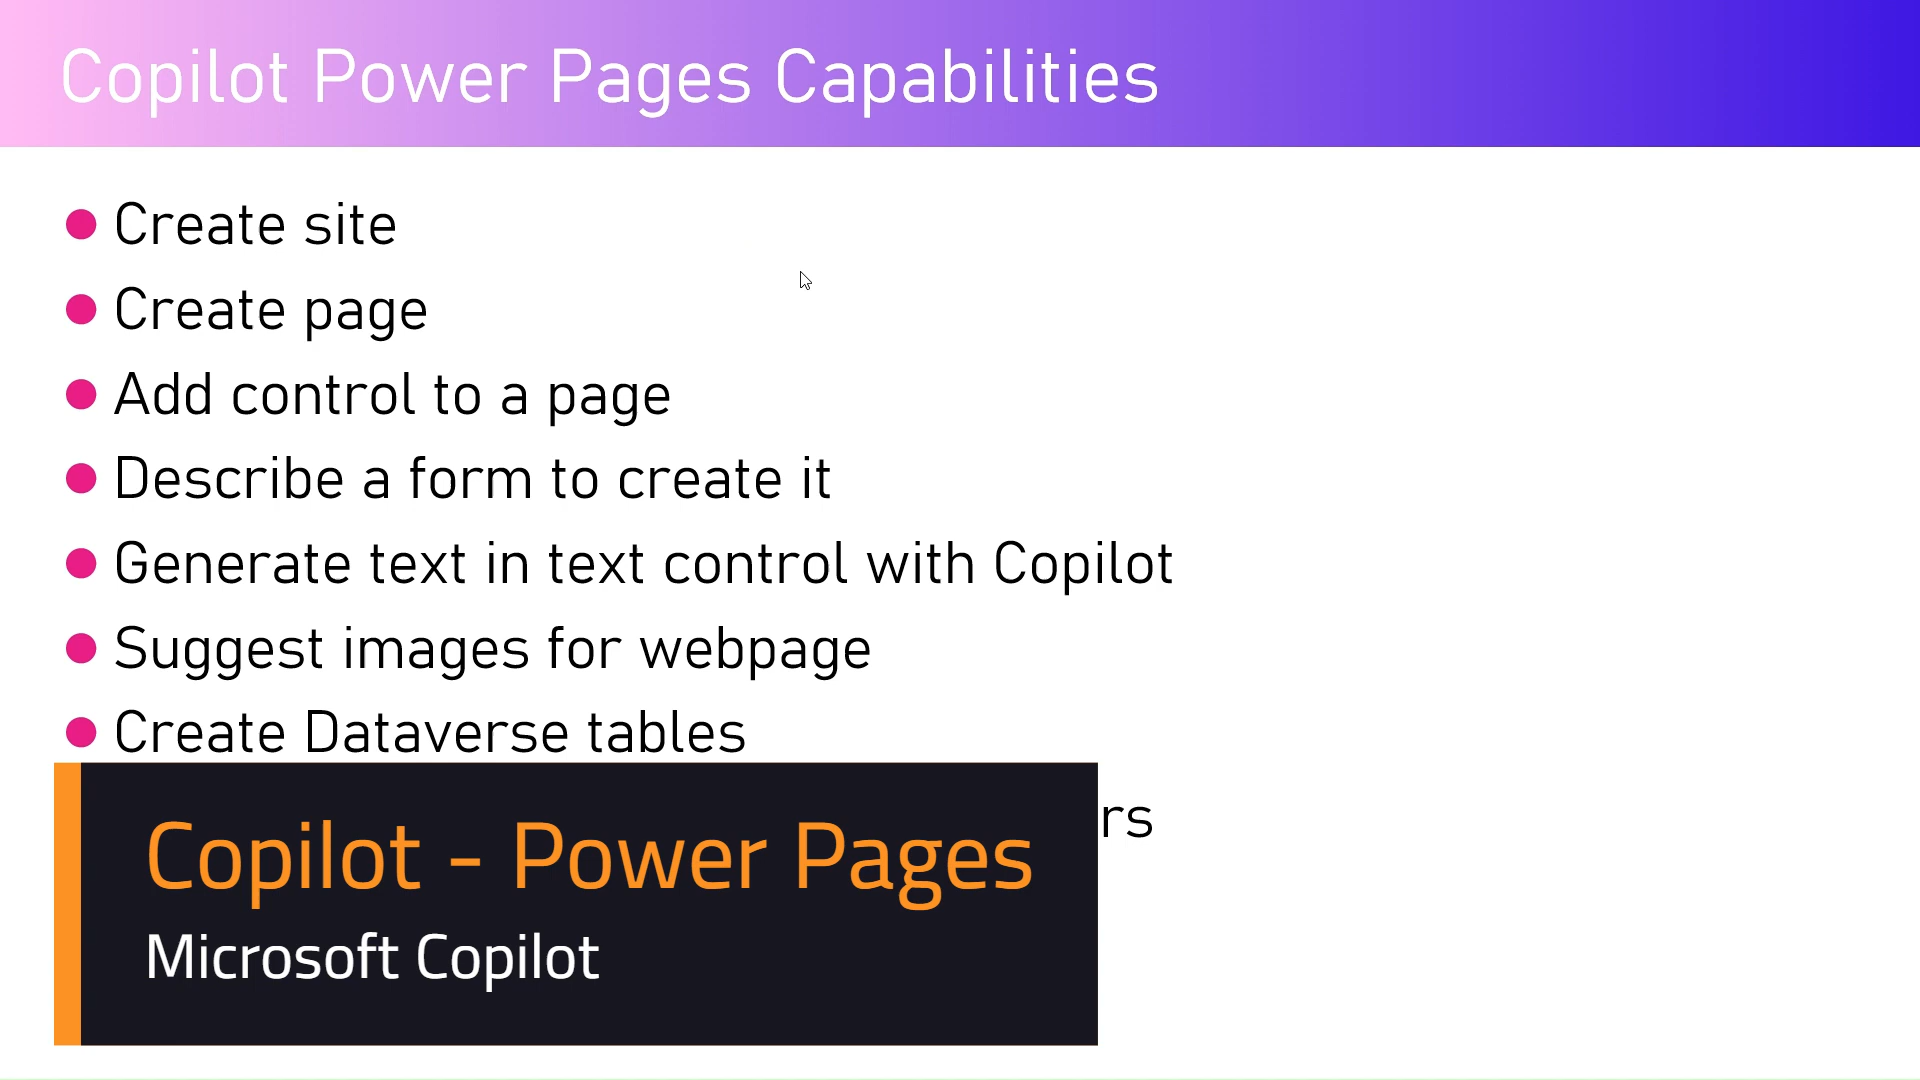 Copilot Power Pages Capabilities
Create site
Create page
Add control to a page
Describe a form to create it
Generate text in text control with Copilot
Suggest images for webpage
Create Dataverse tables
Copilot - Power Pages
Microsoft Copilot